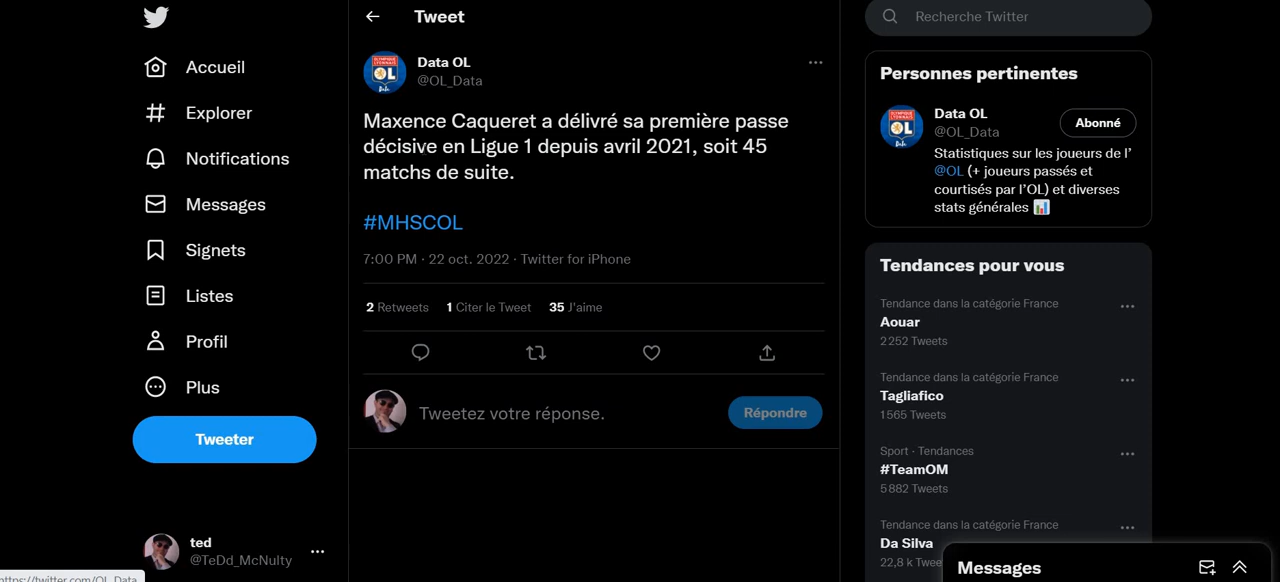 Accueil
Explorer
Notifications
Messages
Signets
Listes
Profil
Plus
Tweeter
ted
@TeDd_McNulty
https://twitter.com/OL_Data
Tweet
Data OL
@OL_Data
Maxence Caqueret a délivré sa première passe
décisive en Ligue 1 depuis avril 2021, soit 45
matchs de suite.
#MHSCOL
7:00 PM · 22 oct. 2022 · Twitter for iPhone
2 Retweets 1 Citer le Tweet 35 J'aime
Tweetez votre réponse.
Répondre
Recherche Twitter
Personnes pertinentes
Data OL
@OL_Data
Abonné
Statistiques sur les joueurs de l’
@OL (+ joueurs passés et
courtisés par l’OL) et diverses
stats générales 📊
Tendances pour vous
Tendance dans la catégorie France
Aouar
2 252 Tweets
Tendance dans la catégorie France
Tagliafico
1 565 Tweets
Sport · Tendances
#TeamOM
5 882 Tweets
Tendance dans la catégorie France
Da Silva
22,8 k Twee
Messages